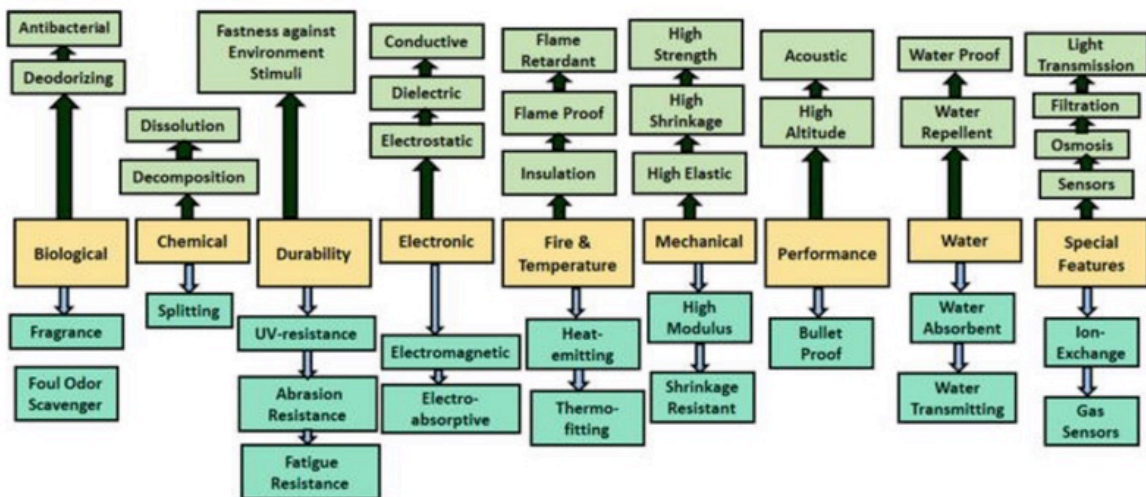 Antibacterial
Deodorizing
Biological
Fragrance
Foul Odor
Scavenger
Dissolution
Decomposition
Chemical
Splitting
Fastness against
Environment
Stimuli
Durability
UV-resistance
Abrasion
Resistance
Fatigue
Resistance
Conductive
Dielectric
Electrostatic
Electronic
Electromagnetic
Electro-
absorptive
Flame
Retardant
Flame Proof
Insulation
Fire &
Temperature
Heat-
emitting
Thermo-
fitting
High
Strength
High
Shrinkage
High Elastic
Mechanical
High
Modulus
Shrinkage
Resistant
Acoustic
High
Altitude
Performance
Bullet
Proof
Water Proof
Water
Repellent
Water
Water
Absorbent
Water
Transmitting
Light
Transmission
Filtration
Osmosis
Sensors
Special
Features
Ion-
Exchange
Gas
Sensors